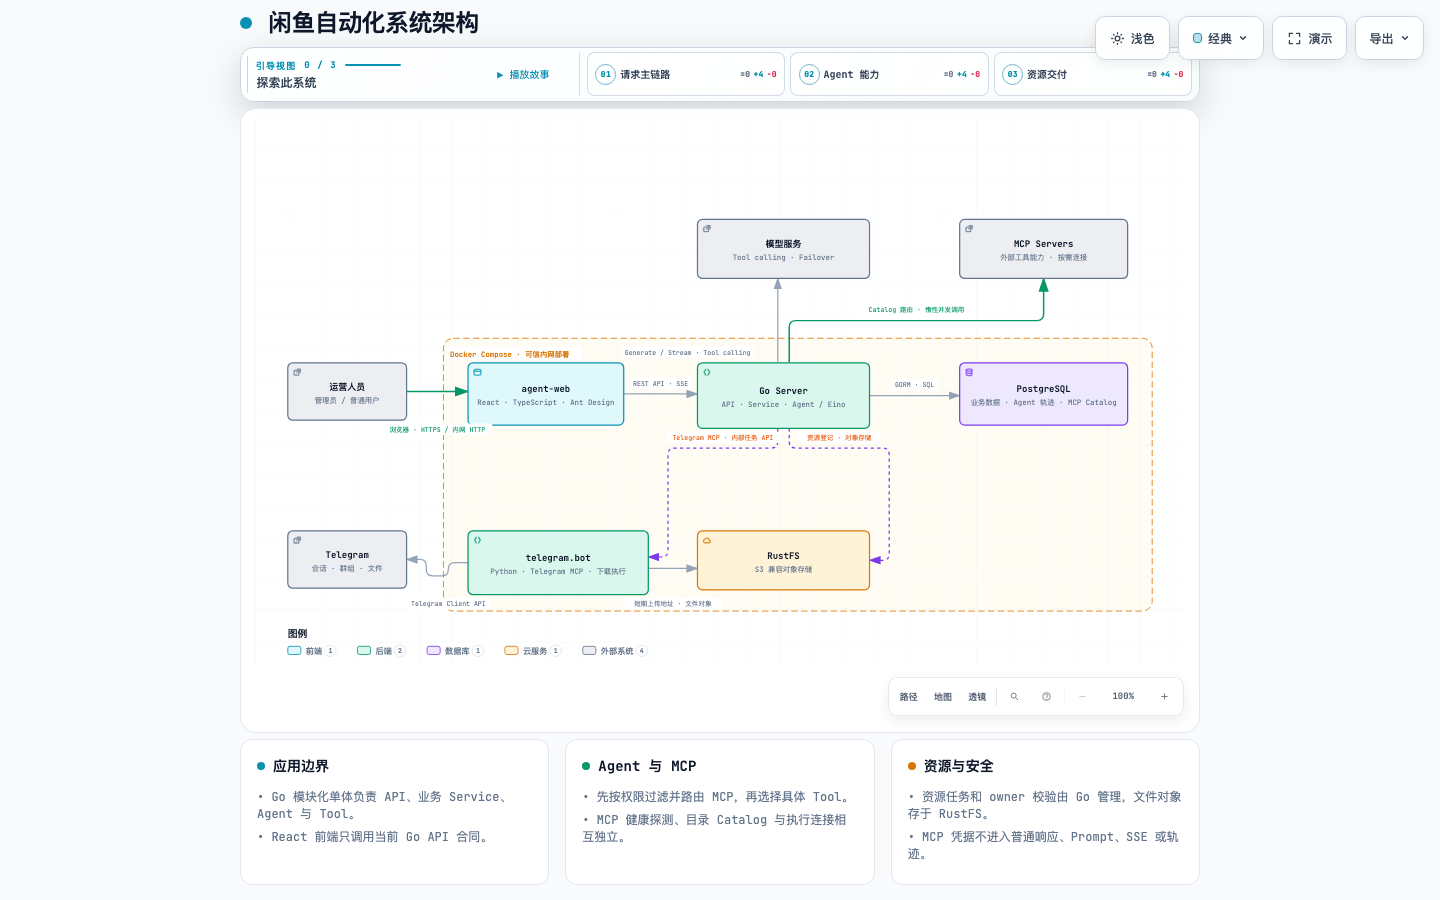 闲鱼自动化系统架构
浅色
经典
演示
导出
引导视图 0 / 3
探索此系统
▶ 播放故事
01 请求主链路 ≡0 +4 -0
02 Agent 能力 ≡0 +4 -0
03 资源交付 ≡0 +4 -0
模型服务
Tool calling · Failover
MCP Servers
外部工具能力 · 按需连接
Catalog 路由 · 惰性并发调用
Docker Compose · 可信内网部署
Generate / Stream · Tool calling
运营人员
管理员 / 普通用户
agent-web
React · TypeScript · Ant Design
REST API · SSE
Go Server
API · Service · Agent / Eino
GORM · SQL
PostgreSQL
业务数据 · Agent 轨迹 · MCP Catalog
浏览器 · HTTPS / 内网 HTTP
Telegram MCP · 内部任务 API
资源登记 · 对象存储
Telegram
会话 · 群组 · 文件
telegram.bot
Python · Telegram MCP · 下载执行
RustFS
S3 兼容对象存储
Telegram Client API
短期上传地址 · 文件对象
图例
前端 1
后端 2
数据库 1
云服务 1
外部系统 4
路径
地图
透镜
100%
应用边界
• Go 模块化单体负责 API、业务 Service、
Agent 与 Tool。
• React 前端只调用当前 Go API 合同。
Agent 与 MCP
• 先按权限过滤并路由 MCP，再选择具体 Tool。
• MCP 健康探测、目录 Catalog 与执行连接相
互独立。
资源与安全
• 资源任务和 owner 校验由 Go 管理，文件对象
存于 RustFS。
• MCP 凭据不进入普通响应、Prompt、SSE 或轨
迹。